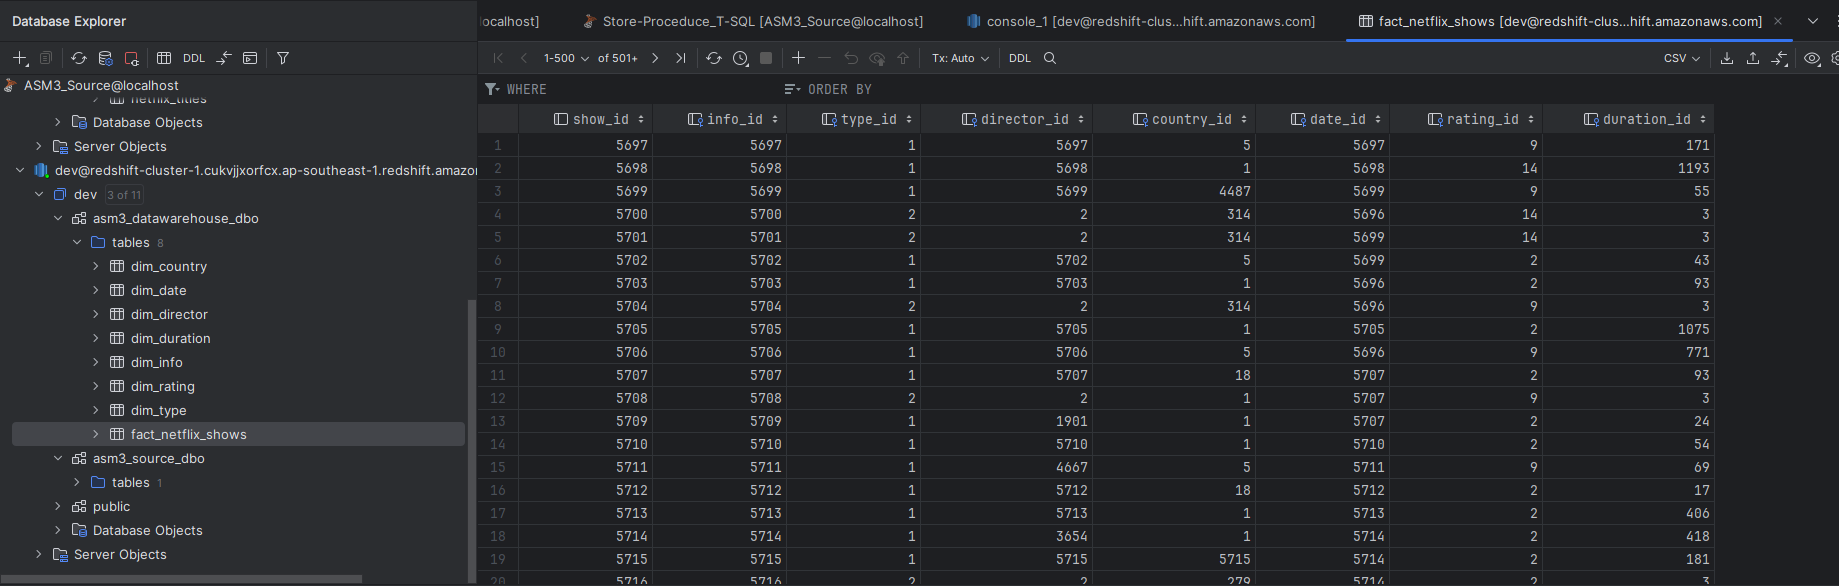 Database Explorer
localhost]
Store-Proceduce_T-SQL [ASM3_Source@localhost]
console_1 [dev@redshift-clus...hift.amazonaws.com]
fact_netflix_shows [dev@redshift-clus...hift.amazonaws.com]
DDL
1-500 of 501+ Tx: Auto DDL CSV
WHERE ORDER BY
ASM3_Source@localhost
netflix_titles
Database Objects
Server Objects
dev@redshift-cluster-1.cukvjjxorfcx.ap-southeast-1.redshift.amazon
dev 3 of 11
asm3_datawarehouse_dbo
tables 8
dim_country
dim_date
dim_director
dim_duration
dim_info
dim_rating
dim_type
fact_netflix_shows
asm3_source_dbo
tables 1
public
Database Objects
Server Objects
show_id info_id type_id director_id country_id date_id rating_id duration_id
1 5697 5697 1 5697 5 5697 9 171
2 5698 5698 1 5698 1 5698 14 1193
3 5699 5699 1 5699 4487 5699 9 55
4 5700 5700 2 2 314 5696 14 3
5 5701 5701 2 2 314 5699 14 3
6 5702 5702 1 5702 5 5699 2 43
7 5703 5703 1 5703 1 5696 2 93
8 5704 5704 2 2 314 5696 9 3
9 5705 5705 1 5705 1 5705 2 1075
10 5706 5706 1 5706 5 5696 9 771
11 5707 5707 1 5707 18 5707 2 93
12 5708 5708 2 2 1 5707 9 3
13 5709 5709 1 1901 1 5707 2 24
14 5710 5710 1 5710 1 5710 2 54
15 5711 5711 1 4667 5 5711 9 69
16 5712 5712 1 5712 18 5712 2 17
17 5713 5713 1 5713 1 5713 2 406
18 5714 5714 1 3654 1 5714 2 418
19 5715 5715 1 5715 5715 5714 2 181
20 5716 5716 2 2 279 5714 2 3